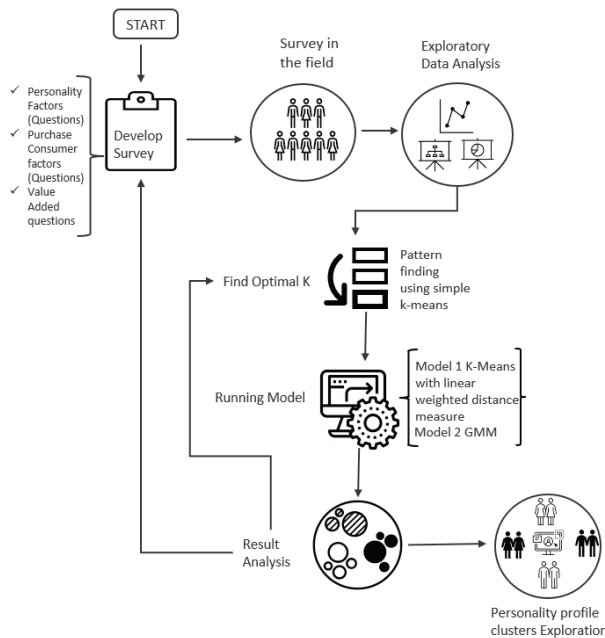 START
Survey in
the field
Exploratory
Data Analysis
✓ Personality
Factors
(Questions)
✓ Purchase
Consumer
factors
(Questions)
✓ Value
Added
questions
Develop
Survey
Find Optimal K
Pattern
finding
using simple
k-means
Running Model
Model 1 K-Means
with linear
weighted distance
measure
Model 2 GMM
Result
Analysis
Personality profile
clusters Exploration